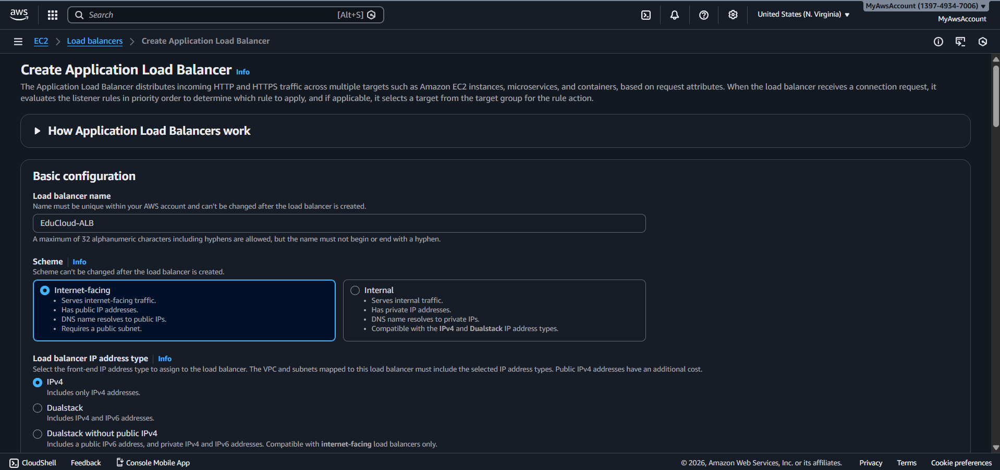 aws
Search
[Alt+S]
United States (N. Virginia)
MyAwsAccount (1397-4934-7006)
MyAwsAccount
EC2
Load balancers
Create Application Load Balancer
Create Application Load Balancer Info
The Application Load Balancer distributes incoming HTTP and HTTPS traffic across multiple targets such as Amazon EC2 instances, microservices, and containers, based on request attributes. When the load balancer receives a connection request, it
evaluates the listener rules in priority order to determine which rule to apply, and if applicable, it selects a target from the target group for the rule action.
How Application Load Balancers work
Basic configuration
Load balancer name
Name must be unique within your AWS account and can't be changed after the load balancer is created.
EduCloud-ALB
A maximum of 32 alphanumeric characters including hyphens are allowed, but the name must not begin or end with a hyphen.
Scheme Info
Scheme can't be changed after the load balancer is created.
Internet-facing
• Serves internet-facing traffic.
• Has public IP addresses.
• DNS name resolves to public IPs.
• Requires a public subnet.
Internal
• Serves internal traffic.
• Has private IP addresses.
• DNS name resolves to private IPs.
• Compatible with the IPv4 and Dualstack IP address types.
Load balancer IP address type Info
Select the front-end IP address type to assign to the load balancer. The VPC and subnets mapped to this load balancer must include the selected IP address types. Public IPv4 addresses have an additional cost.
IPv4
Includes only IPv4 addresses.
Dualstack
Includes IPv4 and IPv6 addresses.
Dualstack without public IPv4
Includes a public IPv6 address, and private IPv4 and IPv6 addresses. Compatible with internet-facing load balancers only.
CloudShell
Feedback
Console Mobile App
© 2026, Amazon Web Services, Inc. or its affiliates.
Privacy
Terms
Cookie preferences